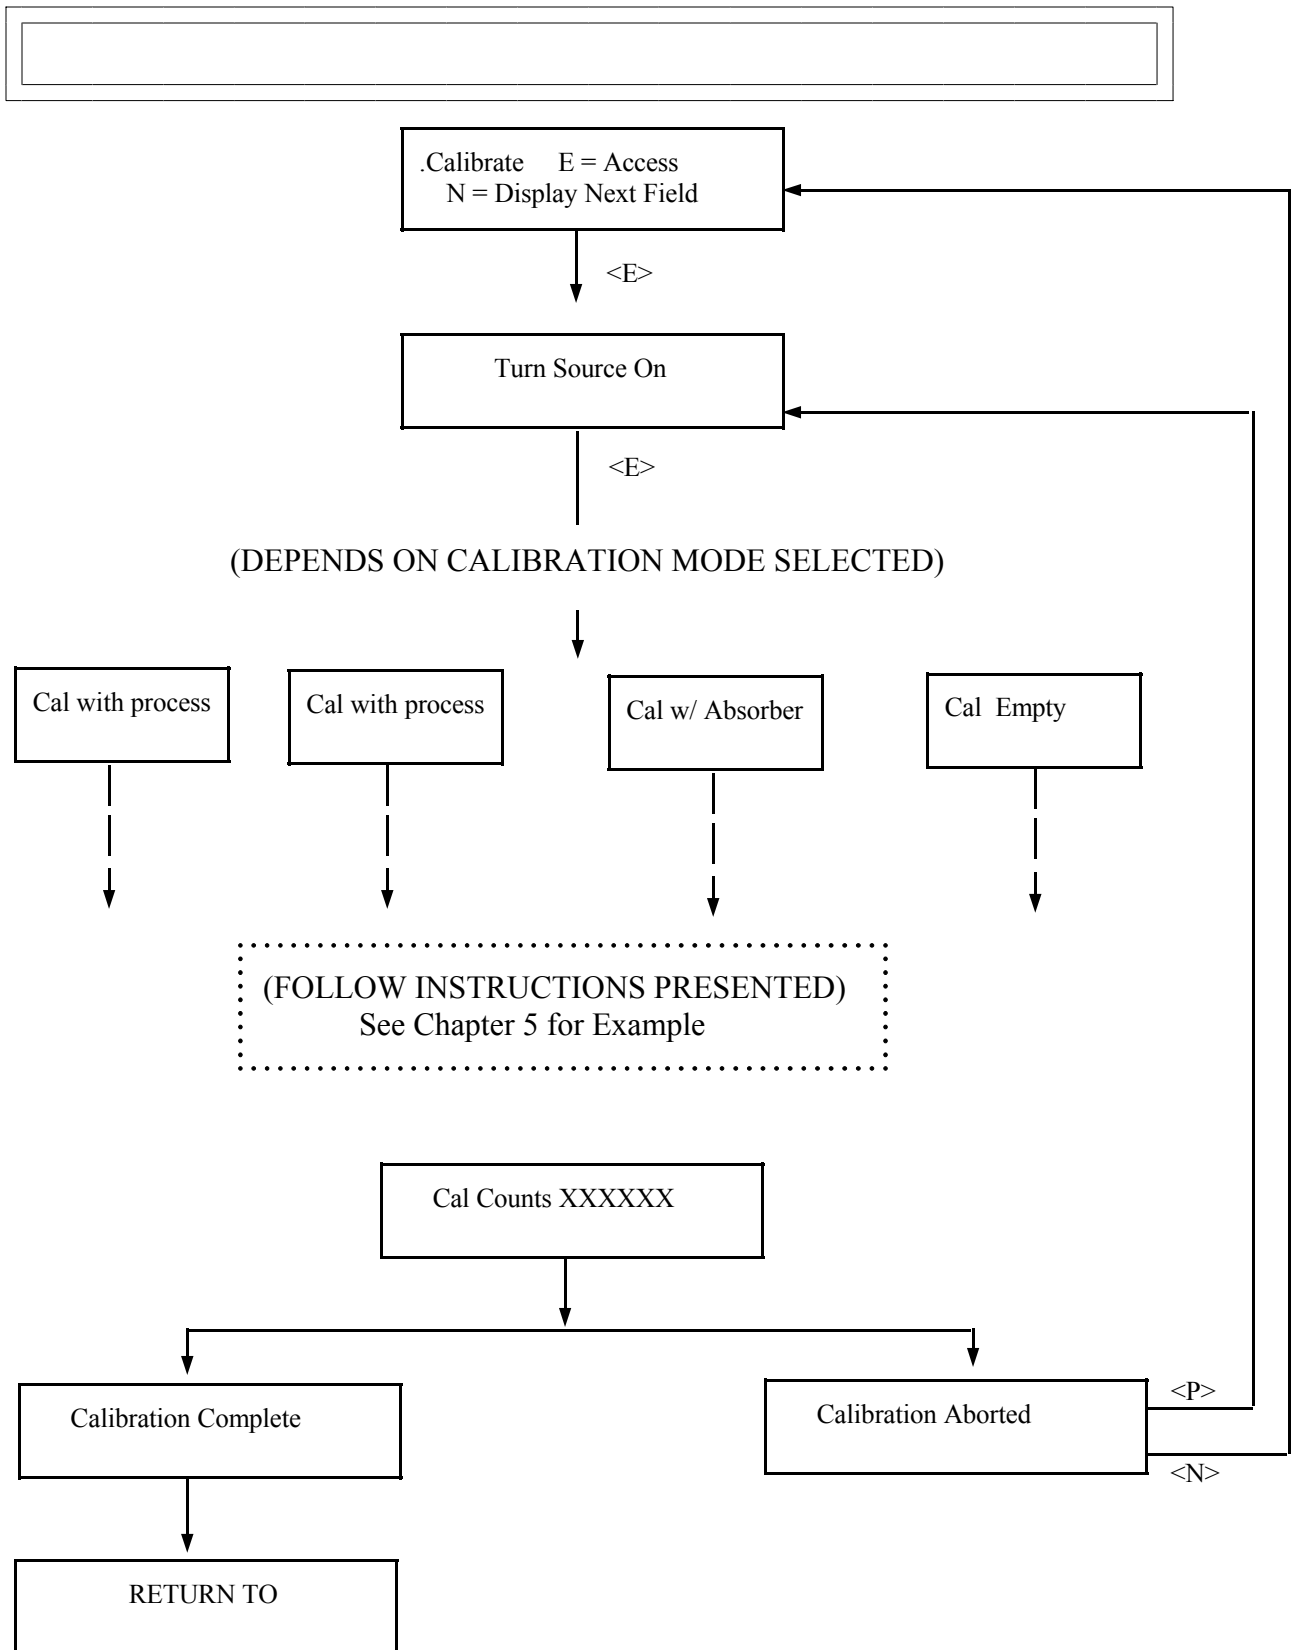 .Calibrate E = Access
N = Display Next Field
<E>
Turn Source On
<E>
(DEPENDS ON CALIBRATION MODE SELECTED)
Cal with process
Cal with process
Cal w/ Absorber
Cal Empty
(FOLLOW INSTRUCTIONS PRESENTED)
See Chapter 5 for Example
Cal Counts XXXXXX
Calibration Complete
Calibration Aborted
<P>
<N>
RETURN TO